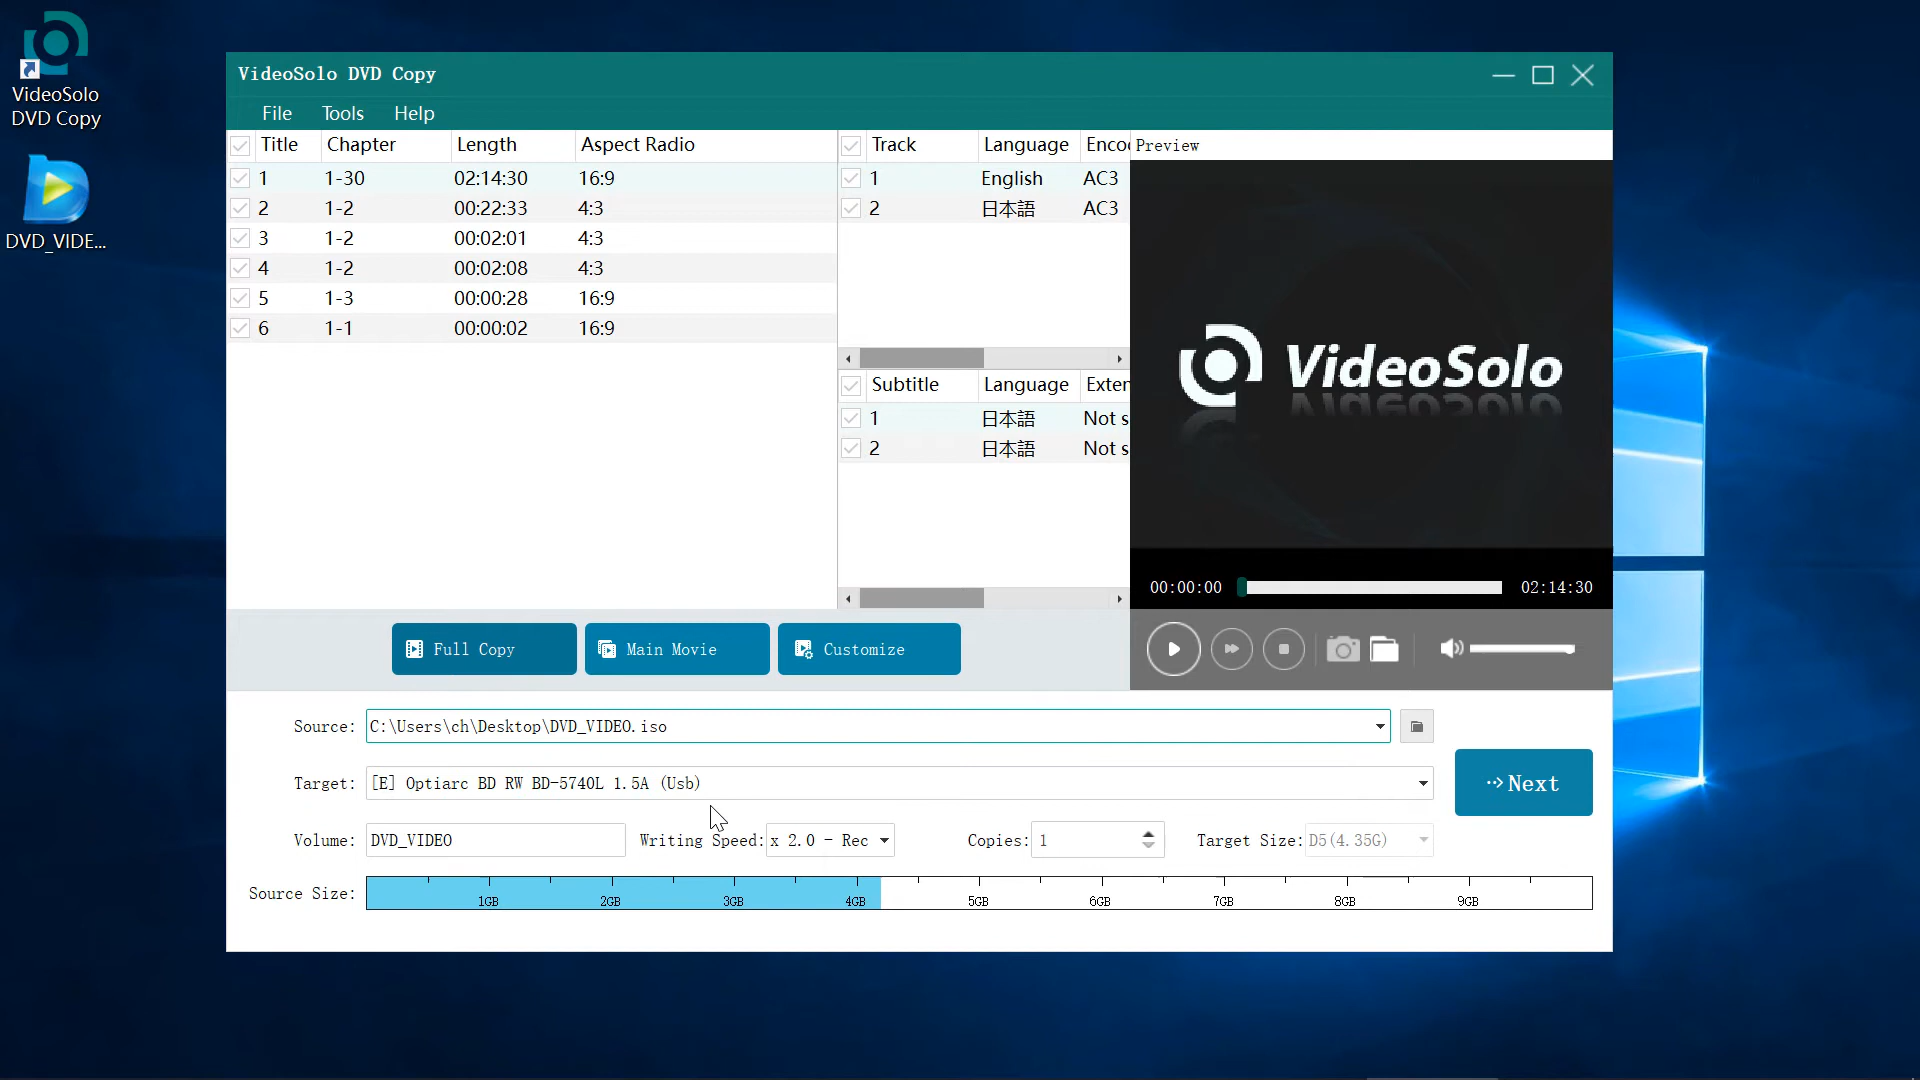 VideoSolo
DVD Copy
DVD_VIDE...
VideoSolo DVD Copy
File Tools Help
Title Chapter Length Aspect Radio
1 1-30 02:14:30 16:9
2 1-2 00:22:33 4:3
3 1-2 00:02:01 4:3
4 1-2 00:02:08 4:3
5 1-3 00:00:28 16:9
6 1-1 00:00:02 16:9
Track Language Enco
1 English AC3
2 日本語 AC3
Subtitle Language Exten
1 日本語 Not s
2 日本語 Not s
Preview
VideoSolo
00:00:00 02:14:30
Full Copy Main Movie Customize
Source: C:\Users\ch\Desktop\DVD_VIDEO.iso
Target: [E] Optiarc BD RW BD-5740L 1.5A (Usb)
Next
Volume: DVD_VIDEO Writing Speed: x 2.0 - Rec Copies: 1 Target Size: D5(4.35G)
Source Size: 1GB 2GB 3GB 4GB 5GB 6GB 7GB 8GB 9GB